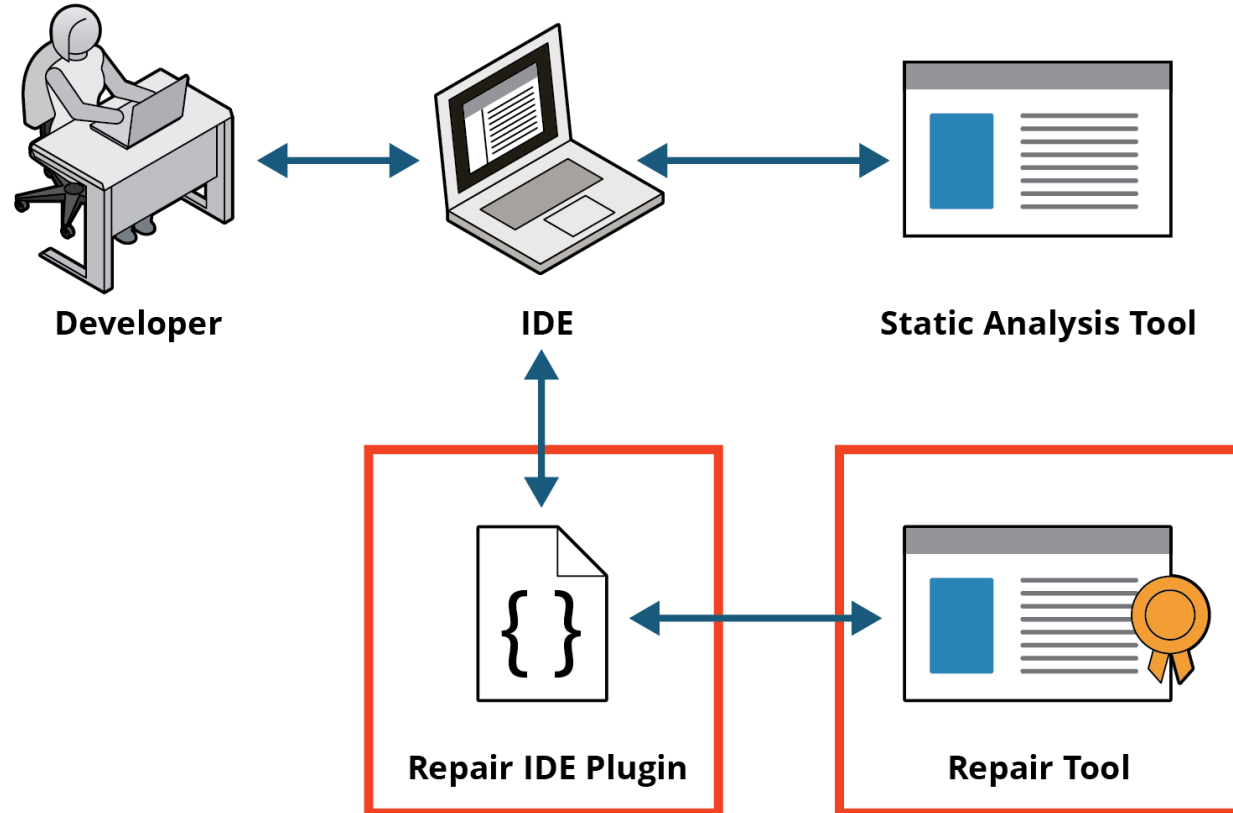 Developer
IDE
Static Analysis Tool
{ }
Repair IDE Plugin
Repair Tool